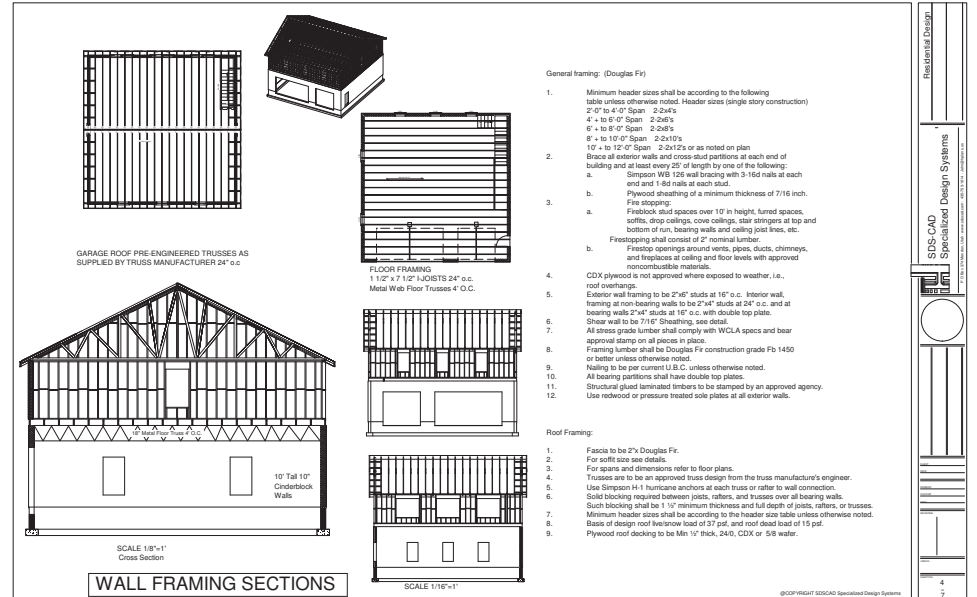 GARAGE ROOF PRE-ENGINEERED TRUSSES AS
SUPPLIED BY TRUSS MANUFACTURER 24" o.c
FLOOR FRAMING
1 1/2" x 7 1/2" I-JOISTS 24" o.c.
Metal Web Floor Trusses 4' O.C.
18" Metal Floor Truss 4' O.C.
10' Tall 10"
Cinderblock
Walls
SCALE 1/8"=1'
Cross Section
WALL FRAMING SECTIONS
SCALE 1/16"=1'
General framing: (Douglas Fir)
1. Minimum header sizes shall be according to the following
table unless otherwise noted. Header sizes (single story construction)
2'-0" to 4'-0" Span 2-2x4's
4' + to 6'-0" Span 2-2x6's
6' + to 8'-0" Span 2-2x8's
8' + to 10'-0" Span 2-2x10's
10' + to 12'-0" Span 2-2x12's or as noted on plan
2. Brace all exterior walls and cross-stud partitions at each end of
building and at least every 25' of length by one of the following:
a. Simpson WB 126 wall bracing with 3-16d nails at each
end and 1-8d nails at each stud.
b. Plywood sheathing of a minimum thickness of 7/16 inch.
3. Fire stopping:
a. Fireblock stud spaces over 10' in height, furred spaces,
soffits, drop ceilings, cove ceilings, stair stringers at top and
bottom of run, bearing walls and ceiling joist lines, etc.
Firestopping shall consist of 2" nominal lumber.
b. Firestop openings around vents, pipes, ducts, chimneys,
and fireplaces at ceiling and floor levels with approved
noncombustible materials.
4. CDX plywood is not approved where exposed to weather, i.e.,
roof overhangs.
5. Exterior wall framing to be 2"x6" studs at 16" o.c. Interior wall,
framing at non-bearing walls to be 2"x4" studs at 24" o.c. and at
bearing walls 2"x4" studs at 16" o.c. with double top plate.
6. Shear wall to be 7/16" Sheathing, see detail.
7. All stress grade lumber shall comply with WCLA specs and bear
approval stamp on all pieces in place.
8. Framing lumber shall be Douglas Fir construction grade Fb 1450
or better unless otherwise noted.
9. Nailing to be per current U.B.C. unless otherwise noted.
10. All bearing partitions shall have double top plates.
11. Structural glued laminated timbers to be stamped by an approved agency.
12. Use redwood or pressure treated sole plates at all exterior walls.
Roof Framing:
1. Fascia to be 2"x Douglas Fir.
2. For soffit size see details.
3. For spans and dimensions refer to floor plans.
4. Trusses are to be an approved truss design from the truss manufacture's engineer.
5. Use Simpson H-1 hurricane anchors at each truss or rafter to wall connection.
6. Solid blocking required between joists, rafters, and trusses over all bearing walls.
Such blocking shall be 1 ½" minimum thickness and full depth of joists, rafters, or trusses.
7. Minimum header sizes shall be according to the header size table unless otherwise noted.
8. Basis of design roof live/snow load of 37 psf, and roof dead load of 15 psf.
9. Plywood roof decking to be Min ½" thick, 24/0, CDX or 5/8 wafer.
@COPYRIGHT SDSCAD Specialized Design Systems
Residential Design
SDS-CAD
Specialized Design Systems
4
7